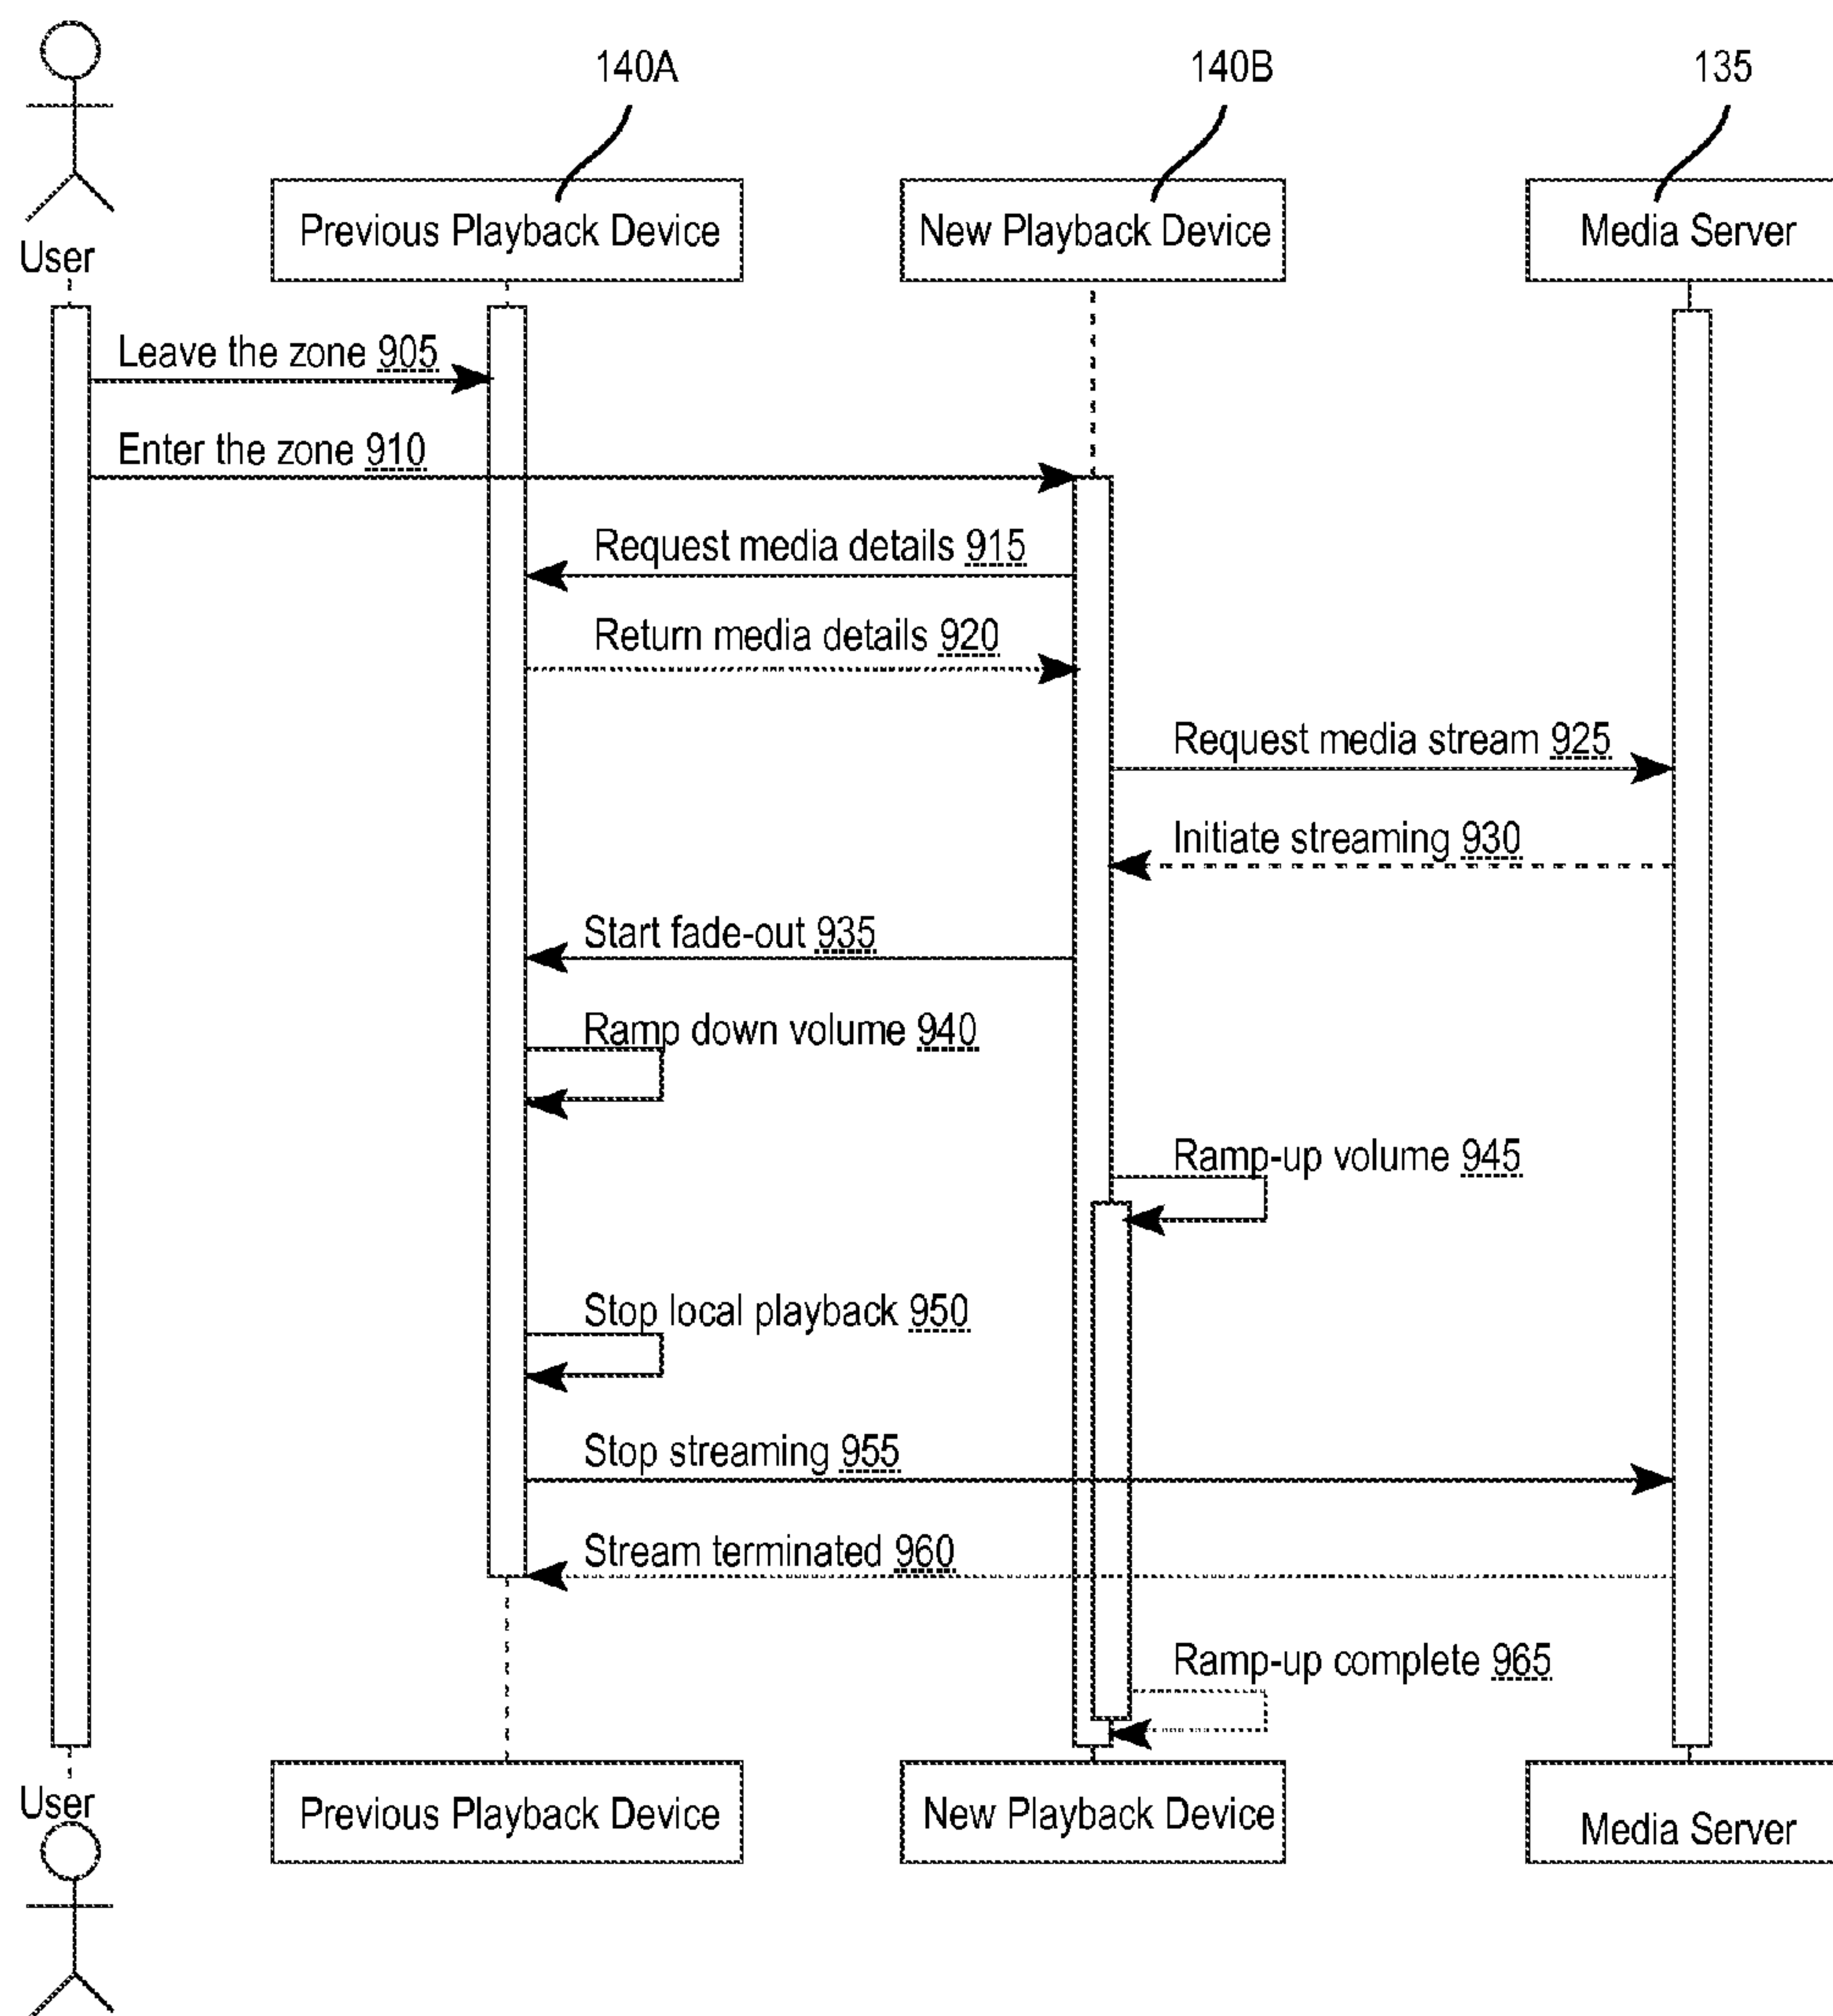 140A
140B
135
User
Previous Playback Device
New Playback Device
Media Server
Leave the zone 905
Enter the zone 910
Request media details 915
Return media details 920
Request media stream 925
Initiate streaming 930
Start fade-out 935
Ramp down volume 940
Ramp-up volume 945
Stop local playback 950
Stop streaming 955
Stream terminated 960
Ramp-up complete 965
User
Previous Playback Device
New Playback Device
Media Server